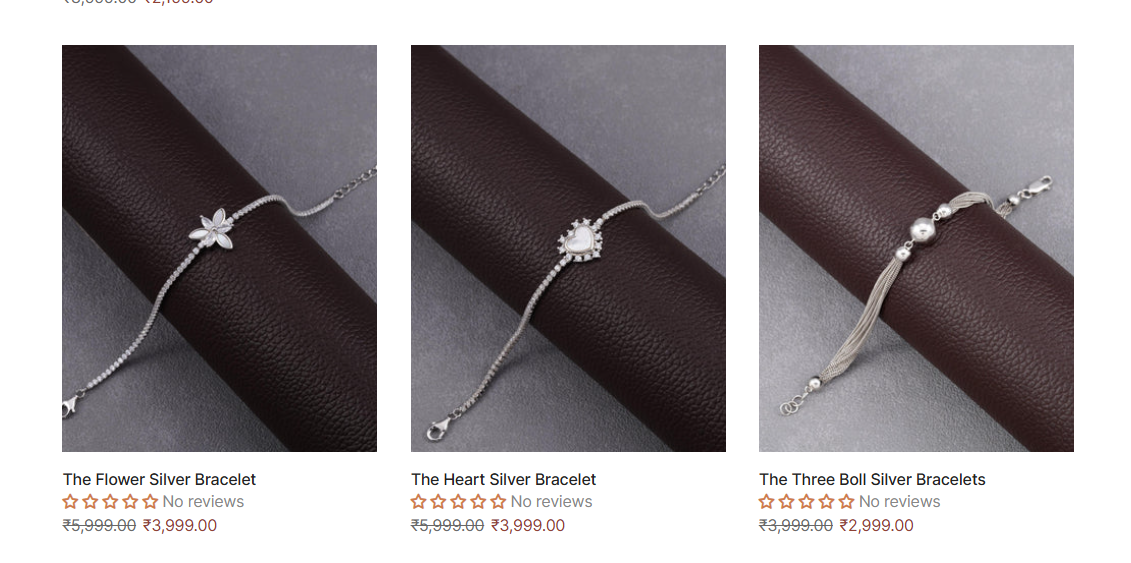 The Flower Silver Bracelet
No reviews
₹5,999.00 ₹3,999.00
The Heart Silver Bracelet
No reviews
₹5,999.00 ₹3,999.00
The Three Boll Silver Bracelets
No reviews
₹3,999.00 ₹2,999.00